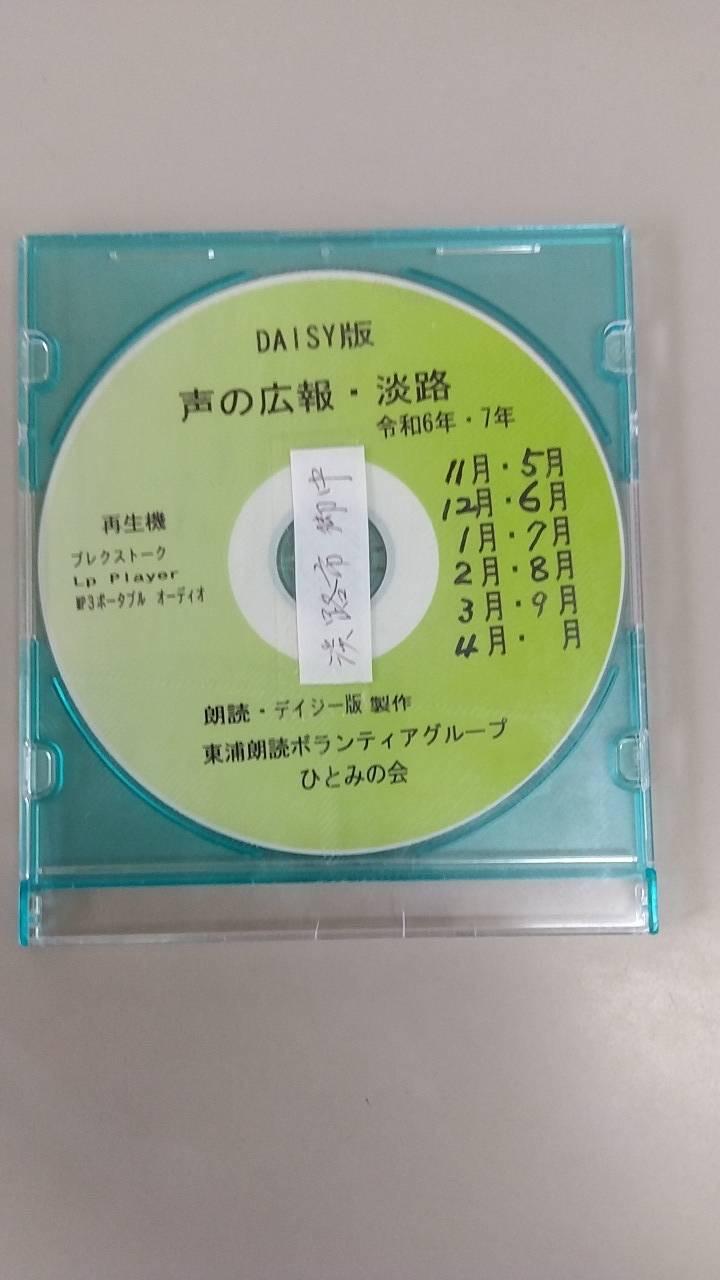 DAISY版
声の広報・淡路
令和6年・7年
11月・5月
12月・6月
1月・7月
2月・8月
3月・9月
4月・ 月
再生機
プレクストーク
Lp Player
MP3ポータブル オーディオ
淡路市 御中
朗読・デイジー版 製作
東浦朗読ボランティアグループ
ひとみの会